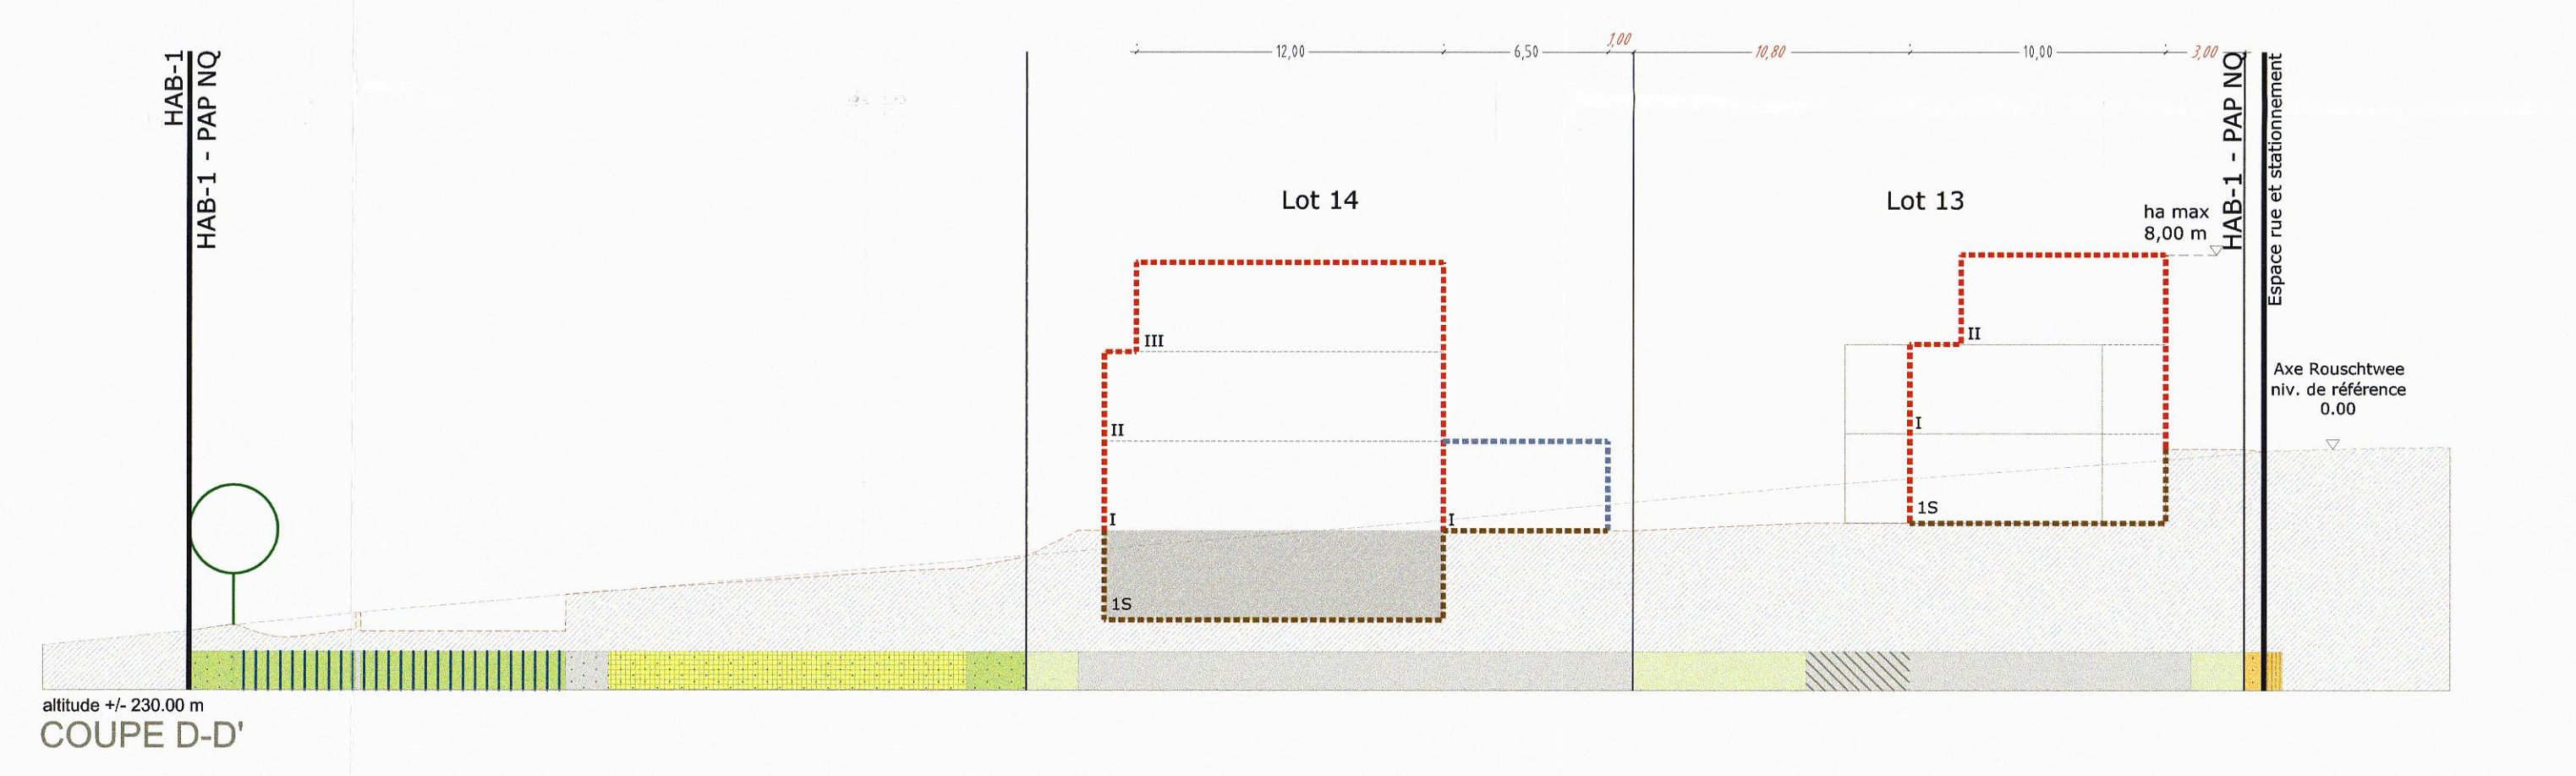 12,00
6,50
1,00
10,80
10,00
3,00
HAB-1
HAB-1 - PAP NQ
HAB-1 - PAP NQ
Espace rue et stationnement
Lot 14
Lot 13
ha max
8,00 m
III
II
II
I
I
I
1S
1S
Axe Rouschtwee
niv. de référence
0.00
altitude +/- 230.00 m
COUPE D-D'